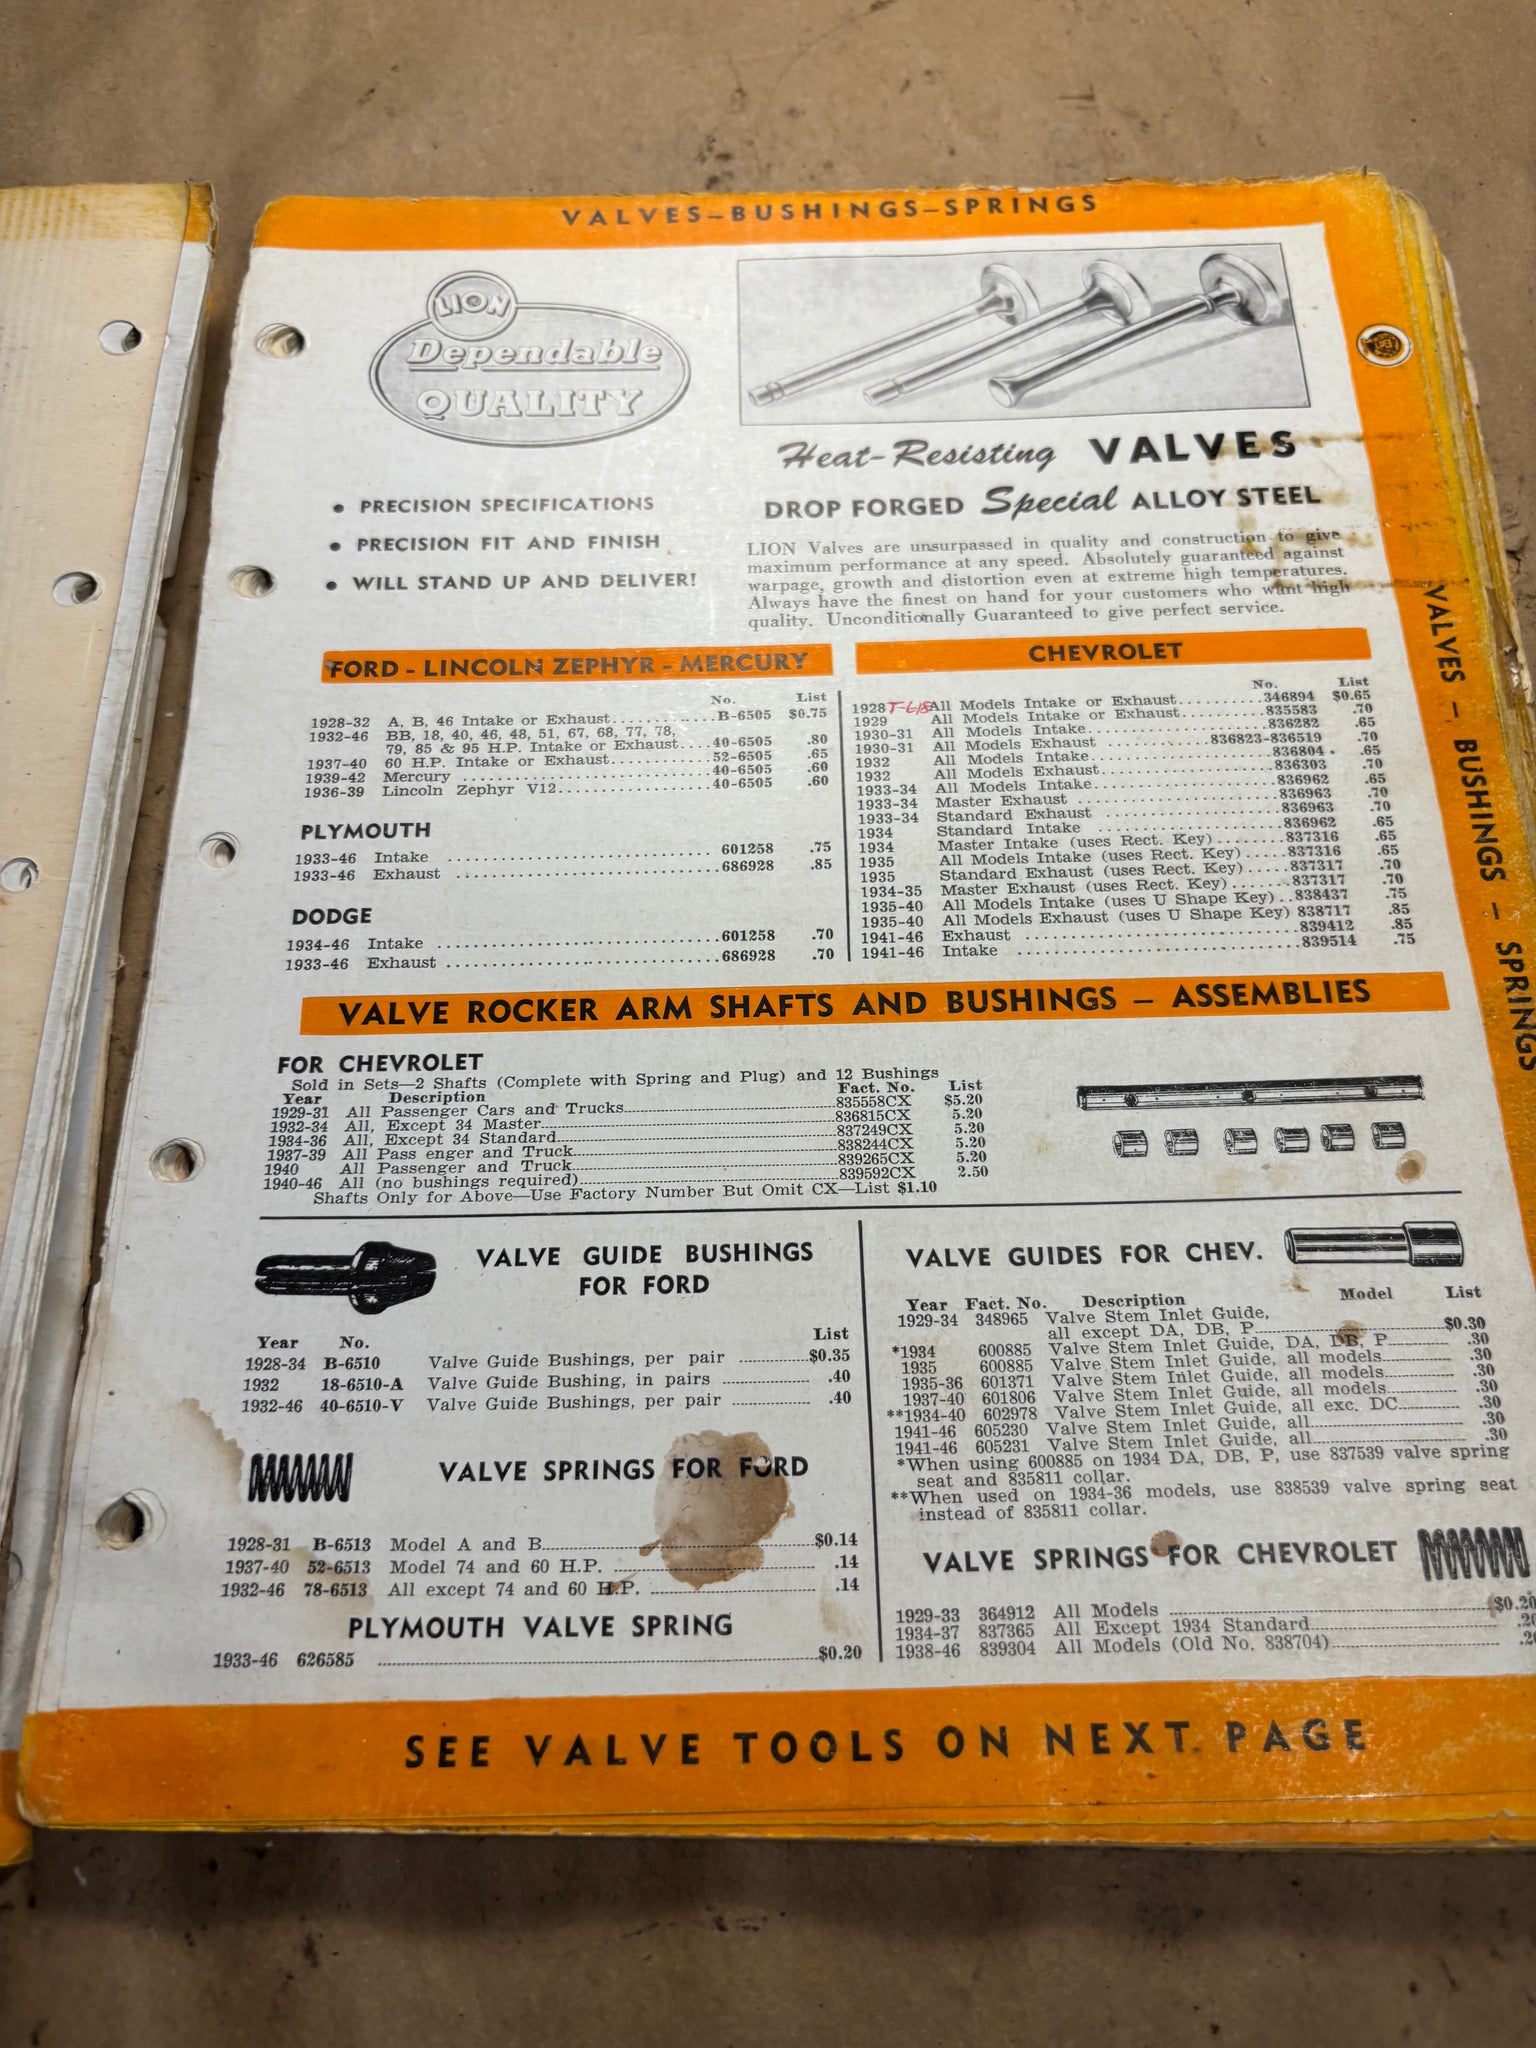 VALVES–BUSHINGS–SPRINGS
LION
Dependable
QUALITY
• PRECISION SPECIFICATIONS
• PRECISION FIT AND FINISH
• WILL STAND UP AND DELIVER!
Heat-Resisting VALVES
DROP FORGED Special ALLOY STEEL
LION Valves are unsurpassed in quality and construction to give
maximum performance at any speed. Absolutely guaranteed against
warpage, growth and distortion even at extreme high temperatures.
Always have the finest on hand for your customers who want high
quality. Unconditionally Guaranteed to give perfect service.
FORD - LINCOLN ZEPHYR - MERCURY
No. List
1928-32 A, B, 46 Intake or Exhaust B-6505 $0.75
1932-46 BB, 18, 40, 46, 48, 51, 67, 68, 77, 78,
79, 85 & 95 H.P. Intake or Exhaust 40-6505 .80
1937-40 60 H.P. Intake or Exhaust 52-6505 .65
1939-42 Mercury 40-6505 .60
1936-39 Lincoln Zephyr V12 40-6505 .60
PLYMOUTH
1933-46 Intake 601258 .75
1933-46 Exhaust 686928 .85
DODGE
1934-46 Intake 601258 .70
1933-46 Exhaust 686928 .70
CHEVROLET
No. List
1928 All Models Intake or Exhaust 346894 $0.65
1929 All Models Intake or Exhaust 835583 .70
1930-31 All Models Intake 836282 .65
1930-31 All Models Exhaust 836823-836519 .70
1932 All Models Intake 836804 .65
1932 All Models Exhaust 836303 .70
1933-34 All Models Intake 836962 .65
1933-34 Master Exhaust 836963 .70
1933-34 Standard Exhaust 836963 .70
1934 Standard Intake 836962 .65
1934 Master Intake (uses Rect. Key) 837316 .65
1935 All Models Intake (uses Rect. Key) 837316 .65
1935 Standard Exhaust (uses Rect. Key) 837317 .70
1934-35 Master Exhaust (uses Rect. Key) 837317 .70
1935-40 All Models Intake (uses U Shape Key) 838437 .75
1935-40 All Models Exhaust (uses U Shape Key) 838717 .85
1941-46 Exhaust 839412 .85
1941-46 Intake 839514 .75
VALVE ROCKER ARM SHAFTS AND BUSHINGS – ASSEMBLIES
FOR CHEVROLET
Sold in Sets—2 Shafts (Complete with Spring and Plug) and 12 Bushings
Year Description Fact. No. List
1929-31 All Passenger Cars and Trucks 835558CX $5.20
1932-34 All, Except 34 Master 836815CX 5.20
1934-36 All, Except 34 Standard 837249CX 5.20
1937-39 All Pass enger and Truck 838244CX 5.20
1940 All Passenger and Truck 839265CX 5.20
1940-46 All (no bushings required) 839592CX 2.50
Shafts Only for Above—Use Factory Number But Omit CX—List $1.10
VALVE GUIDE BUSHINGS
FOR FORD
Year No. List
1928-34 B-6510 Valve Guide Bushings, per pair $0.35
1932 18-6510-A Valve Guide Bushing, in pairs .40
1932-46 40-6510-V Valve Guide Bushings, per pair .40
VALVE SPRINGS FOR FORD
1928-31 B-6513 Model A and B $0.14
1937-40 52-6513 Model 74 and 60 H.P. .14
1932-46 78-6513 All except 74 and 60 H.P. .14
PLYMOUTH VALVE SPRING
1933-46 626585 $0.20
VALVE GUIDES FOR CHEV.
Year Fact. No. Description Model List
1929-34 348965 Valve Stem Inlet Guide,
all except DA, DB, P $0.30
*1934 600885 Valve Stem Inlet Guide, DA, DB, P .30
1935 600885 Valve Stem Inlet Guide, all models .30
1935-36 601371 Valve Stem Inlet Guide, all models .30
1937-40 601806 Valve Stem Inlet Guide, all models .30
**1934-40 602978 Valve Stem Inlet Guide, all exc. DC .30
1941-46 605230 Valve Stem Inlet Guide, all .30
1941-46 605231 Valve Stem Inlet Guide, all .30
*When using 600885 on 1934 DA, DB, P, use 837539 valve spring
seat and 835811 collar.
**When used on 1934-36 models, use 838539 valve spring seat
instead of 835811 collar.
VALVE SPRINGS FOR CHEVROLET
1929-33 364912 All Models $0.20
1934-37 837365 All Except 1934 Standard
1938-46 839304 All Models (Old No. 838704)
SEE VALVE TOOLS ON NEXT PAGE
VALVES – BUSHINGS – SPRINGS